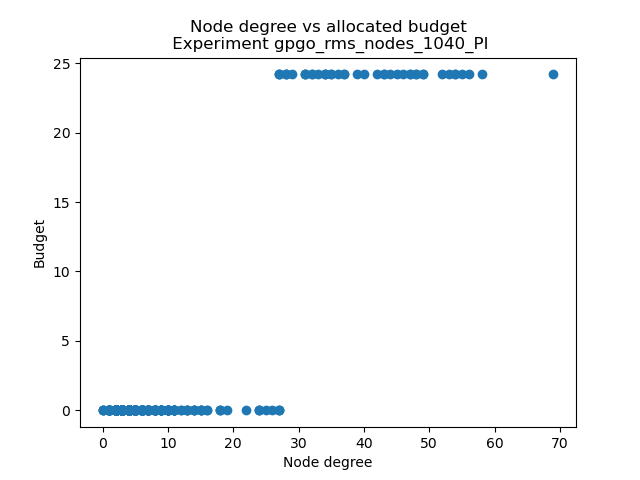 Node degree vs allocated budget
Experiment gpgo_rms_nodes_1040_PI
25
20
15
10
5
0
Budget
0 10 20 30 40 50 60 70
Node degree